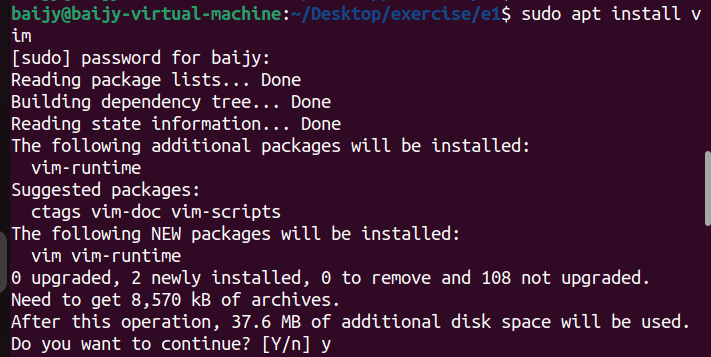 baijy@baijy-virtual-machine:~/Desktop/exercise/e1$ sudo apt install v
im
[sudo] password for baijy:
Reading package lists... Done
Building dependency tree... Done
Reading state information... Done
The following additional packages will be installed:
  vim-runtime
Suggested packages:
  ctags vim-doc vim-scripts
The following NEW packages will be installed:
  vim vim-runtime
0 upgraded, 2 newly installed, 0 to remove and 108 not upgraded.
Need to get 8,570 kB of archives.
After this operation, 37.6 MB of additional disk space will be used.
Do you want to continue? [Y/n] y